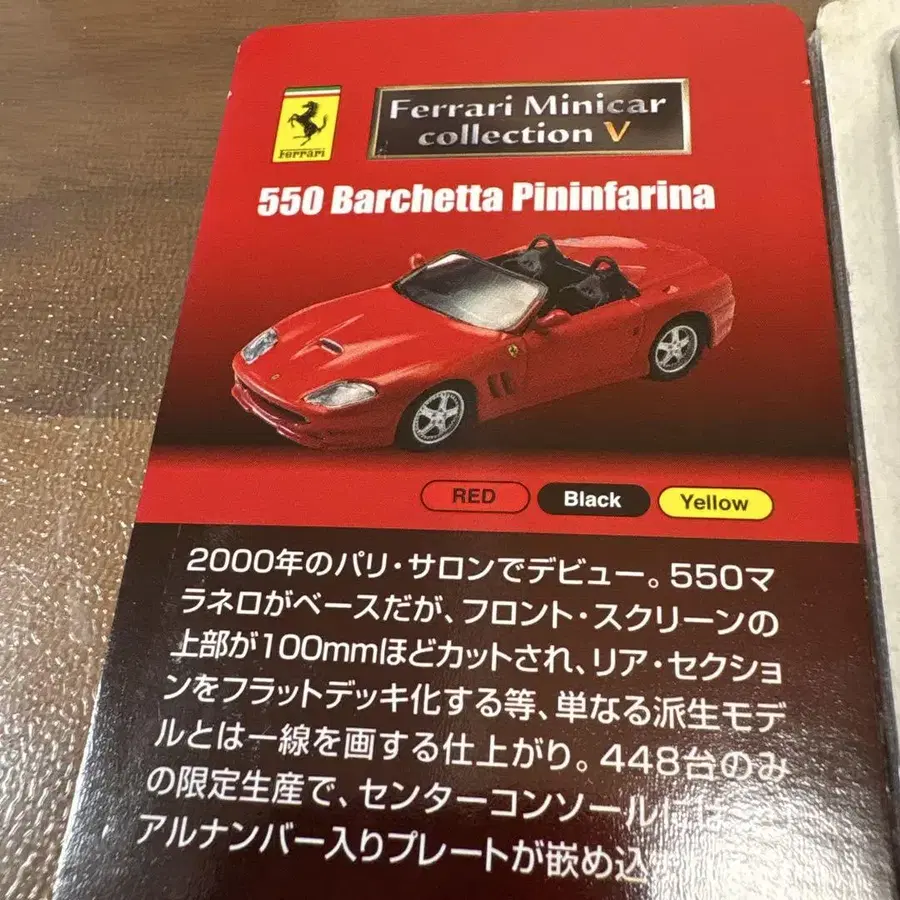 Ferrari
Ferrari Minicar
collection V
550 Barchetta Pininfarina
RED
Black
Yellow
2000年のパリ・サロンでデビュー。550マ
ラネロがベースだが、フロント・スクリーンの
上部が100mmほどカットされ、リア・セクショ
ンをフラットデッキ化する等、単なる派生モデ
ルとは一線を画する仕上がり。448台のみ
の限定生産で、センターコンソールには
アルナンバー入りプレートが嵌め込